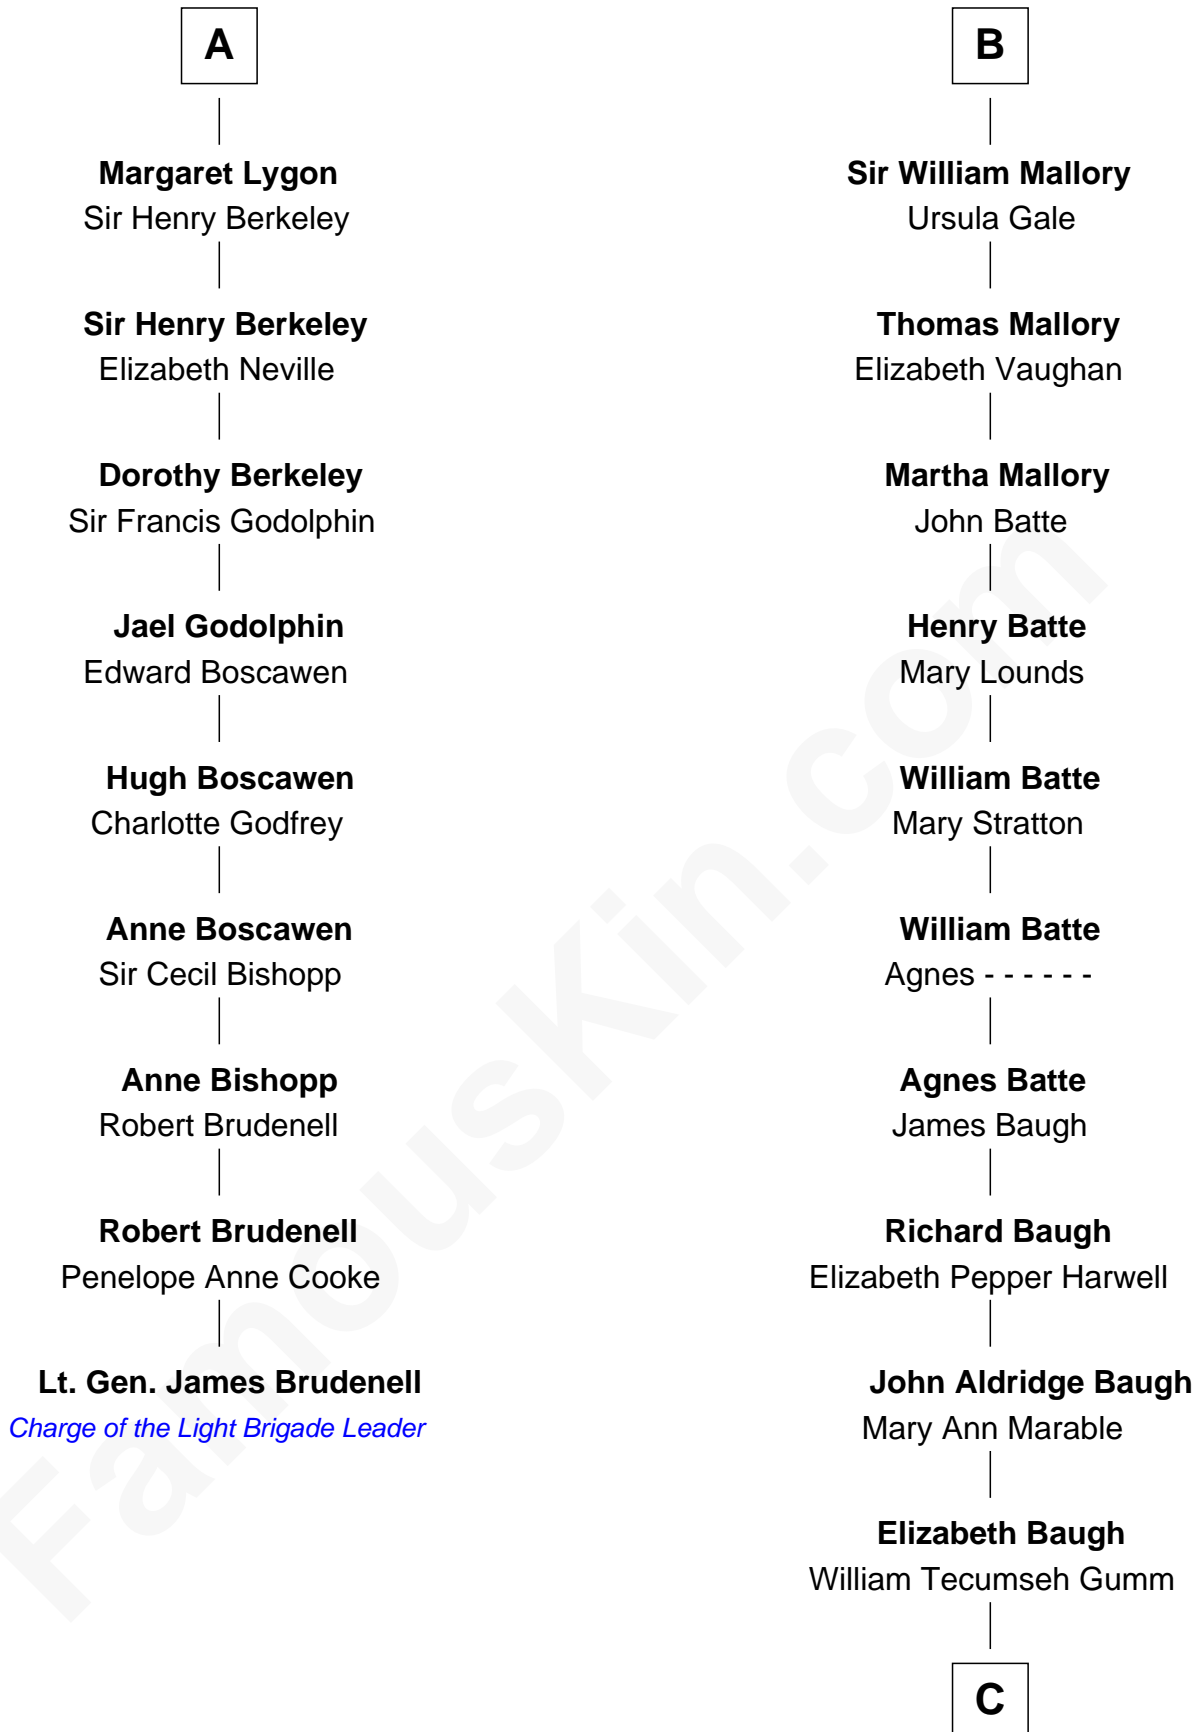 A
Margaret Lygon
Sir Henry Berkeley
Sir Henry Berkeley
Elizabeth Neville
Dorothy Berkeley
Sir Francis Godolphin
Jael Godolphin
Edward Boscawen
Hugh Boscawen
Charlotte Godfrey
Anne Boscawen
Sir Cecil Bishopp
Anne Bishopp
Robert Brudenell
Robert Brudenell
Penelope Anne Cooke
Lt. Gen. James Brudenell
Charge of the Light Brigade Leader
B
Sir William Mallory
Ursula Gale
Thomas Mallory
Elizabeth Vaughan
Martha Mallory
John Batte
Henry Batte
Mary Lounds
William Batte
Mary Stratton
William Batte
Agnes - - - - - -
Agnes Batte
James Baugh
Richard Baugh
Elizabeth Pepper Harwell
John Aldridge Baugh
Mary Ann Marable
Elizabeth Baugh
William Tecumseh Gumm
C
FamousKin.com